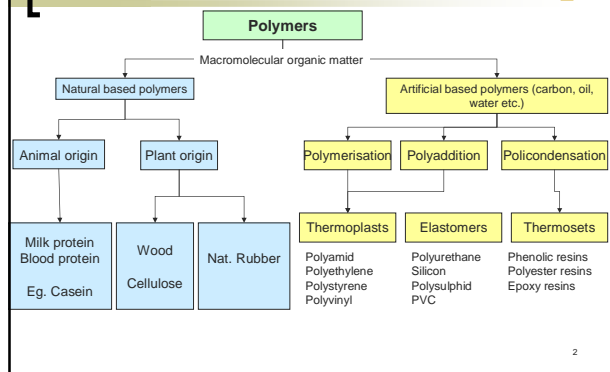 Polymers
Macromolecular organic matter
Natural based polymers
Artificial based polymers (carbon, oil,
water etc.)
Animal origin
Plant origin
Polymerisation
Polyaddition
Policondensation
Milk protein
Blood protein
Eg. Casein
Wood
Cellulose
Nat. Rubber
Thermoplasts
Elastomers
Thermosets
Polyamid
Polyethylene
Polystyrene
Polyvinyl
Polyurethane
Silicon
Polysulphid
PVC
Phenolic resins
Polyester resins
Epoxy resins
2